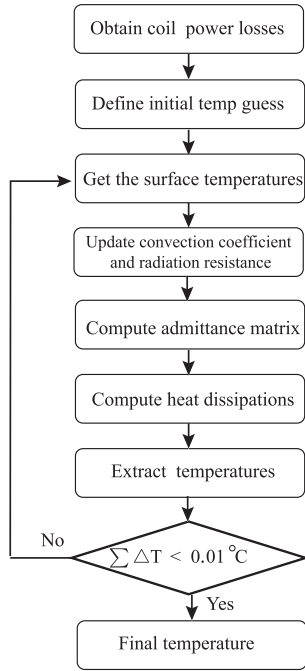 Obtain coil power losses
Define initial temp guess
Get the surface temperatures
Update convection coefficient
and radiation resistance
Compute admittance matrix
Compute heat dissipations
Extract temperatures
No
∑ △T < 0.01 °C
Yes
Final temperature